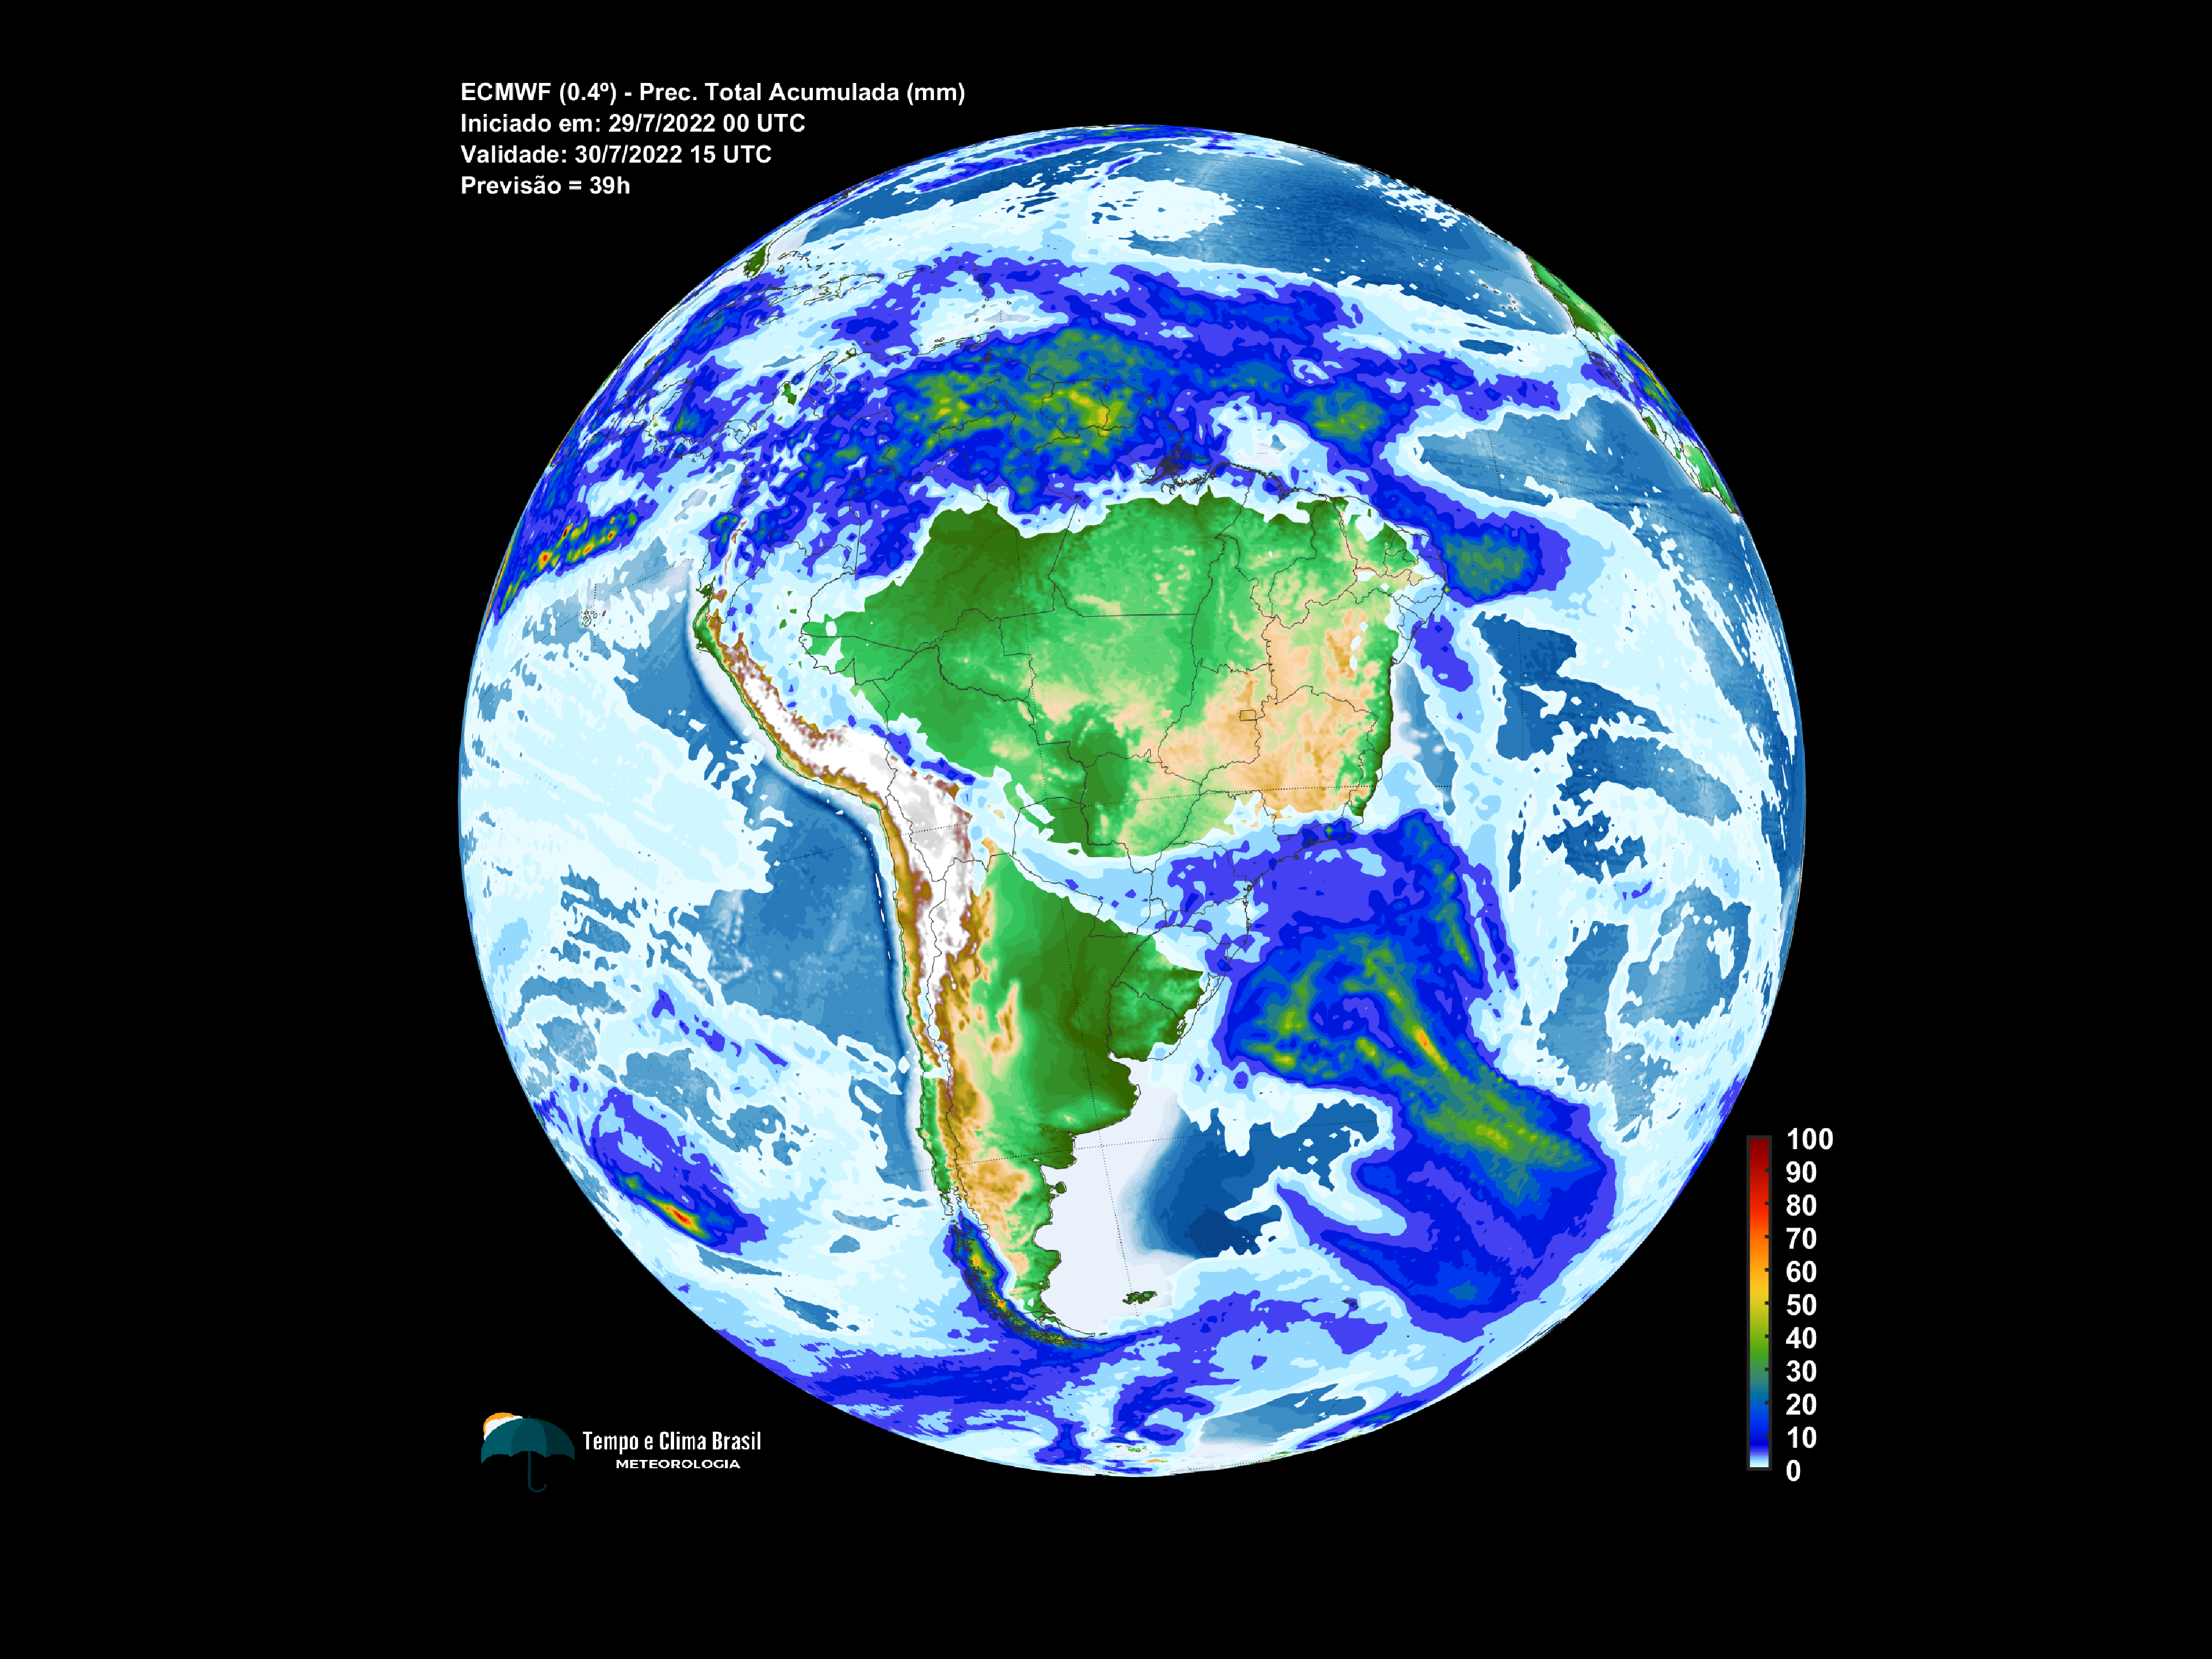 ECMWF (0.4º) - Prec. Total Acumulada (mm)
Iniciado em: 29/7/2022 00 UTC
Validade: 30/7/2022 15 UTC
Previsão = 39h
100
90
80
70
60
50
40
30
20
10
0
Tempo e Clima Brasil
METEOROLOGIA